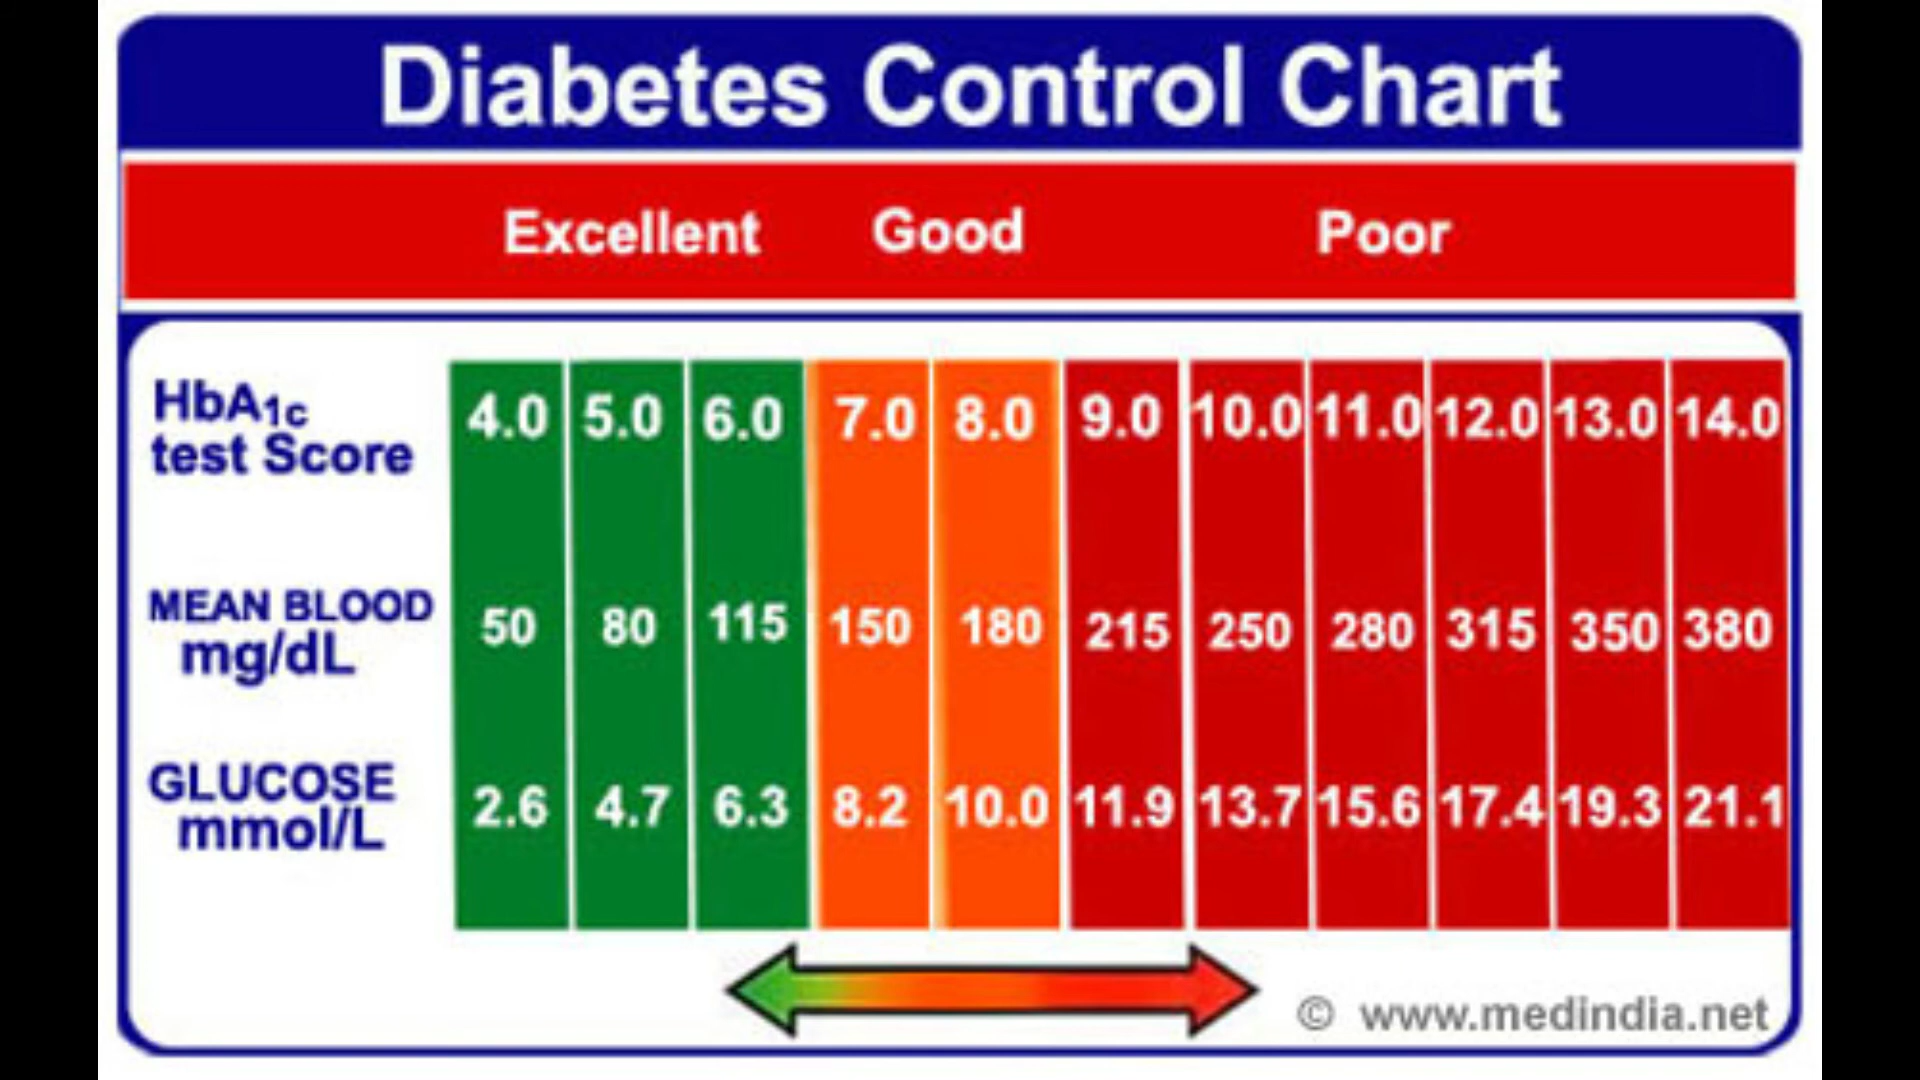 Diabetes Control Chart
Excellent Good Poor
HbA1c 4.0 5.0 6.0 7.0 8.0 9.0 10.0 11.0 12.0 13.0 14.0
test Score
MEAN BLOOD 50 80 115 150 180 215 250 280 315 350 380
mg/dL
GLUCOSE 2.6 4.7 6.3 8.2 10.0 11.9 13.7 15.6 17.4 19.3 21.1
mmol/L
© www.medindia.net